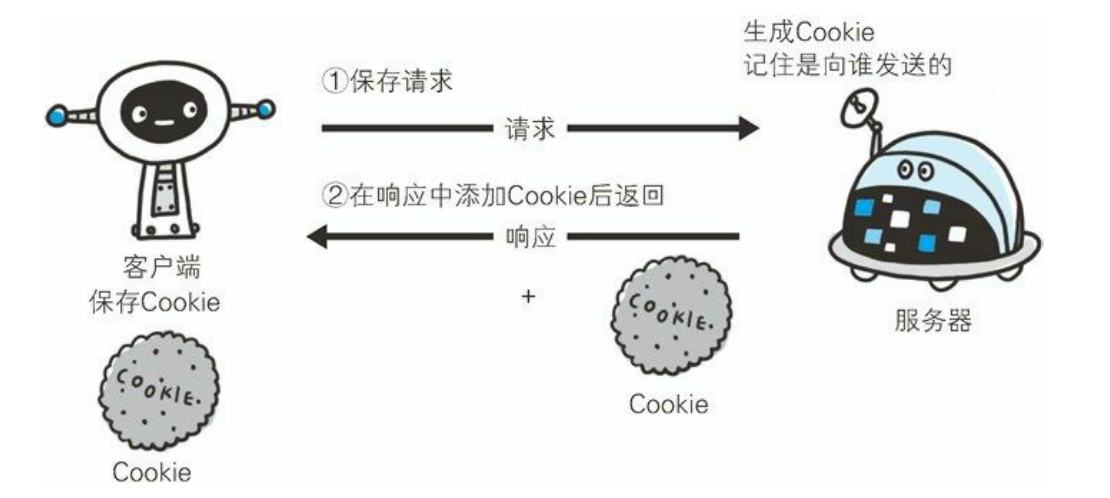 生成Cookie
记住是向谁发送的
①保存请求
请求
②在响应中添加Cookie后返回
响应
客户端
保存Cookie
+
COOKIE.
服务器
COOKIE.
Cookie
Cookie